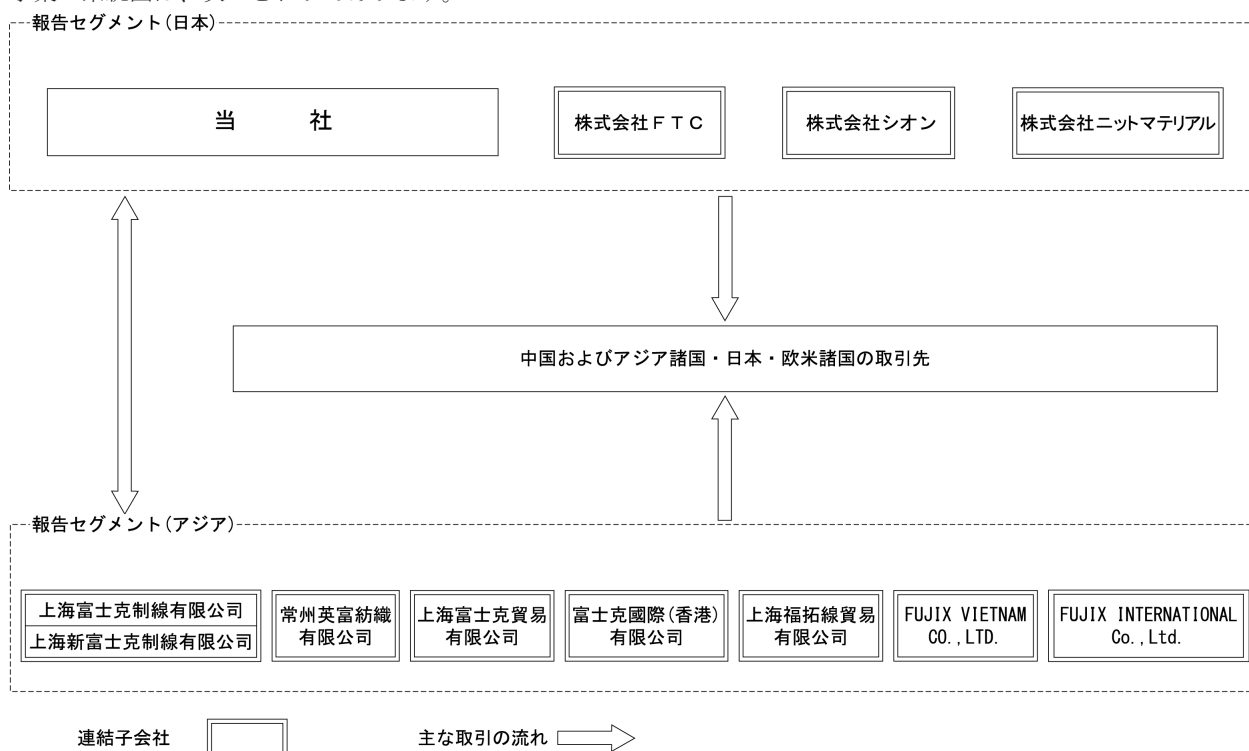 報告セグメント(日本)
当 社
株式会社FTC
株式会社シオン
株式会社ニットマテリアル
中国およびアジア諸国・日本・欧米諸国の取引先
報告セグメント(アジア)
上海富士克制線有限公司
上海新富士克制線有限公司
常州英富紡織
有限公司
上海富士克貿易
有限公司
富士克國際(香港)
有限公司
上海福拓線貿易
有限公司
FUJIX VIETNAM
CO.,LTD.
FUJIX INTERNATIONAL
Co.,Ltd.
連結子会社
主な取引の流れ